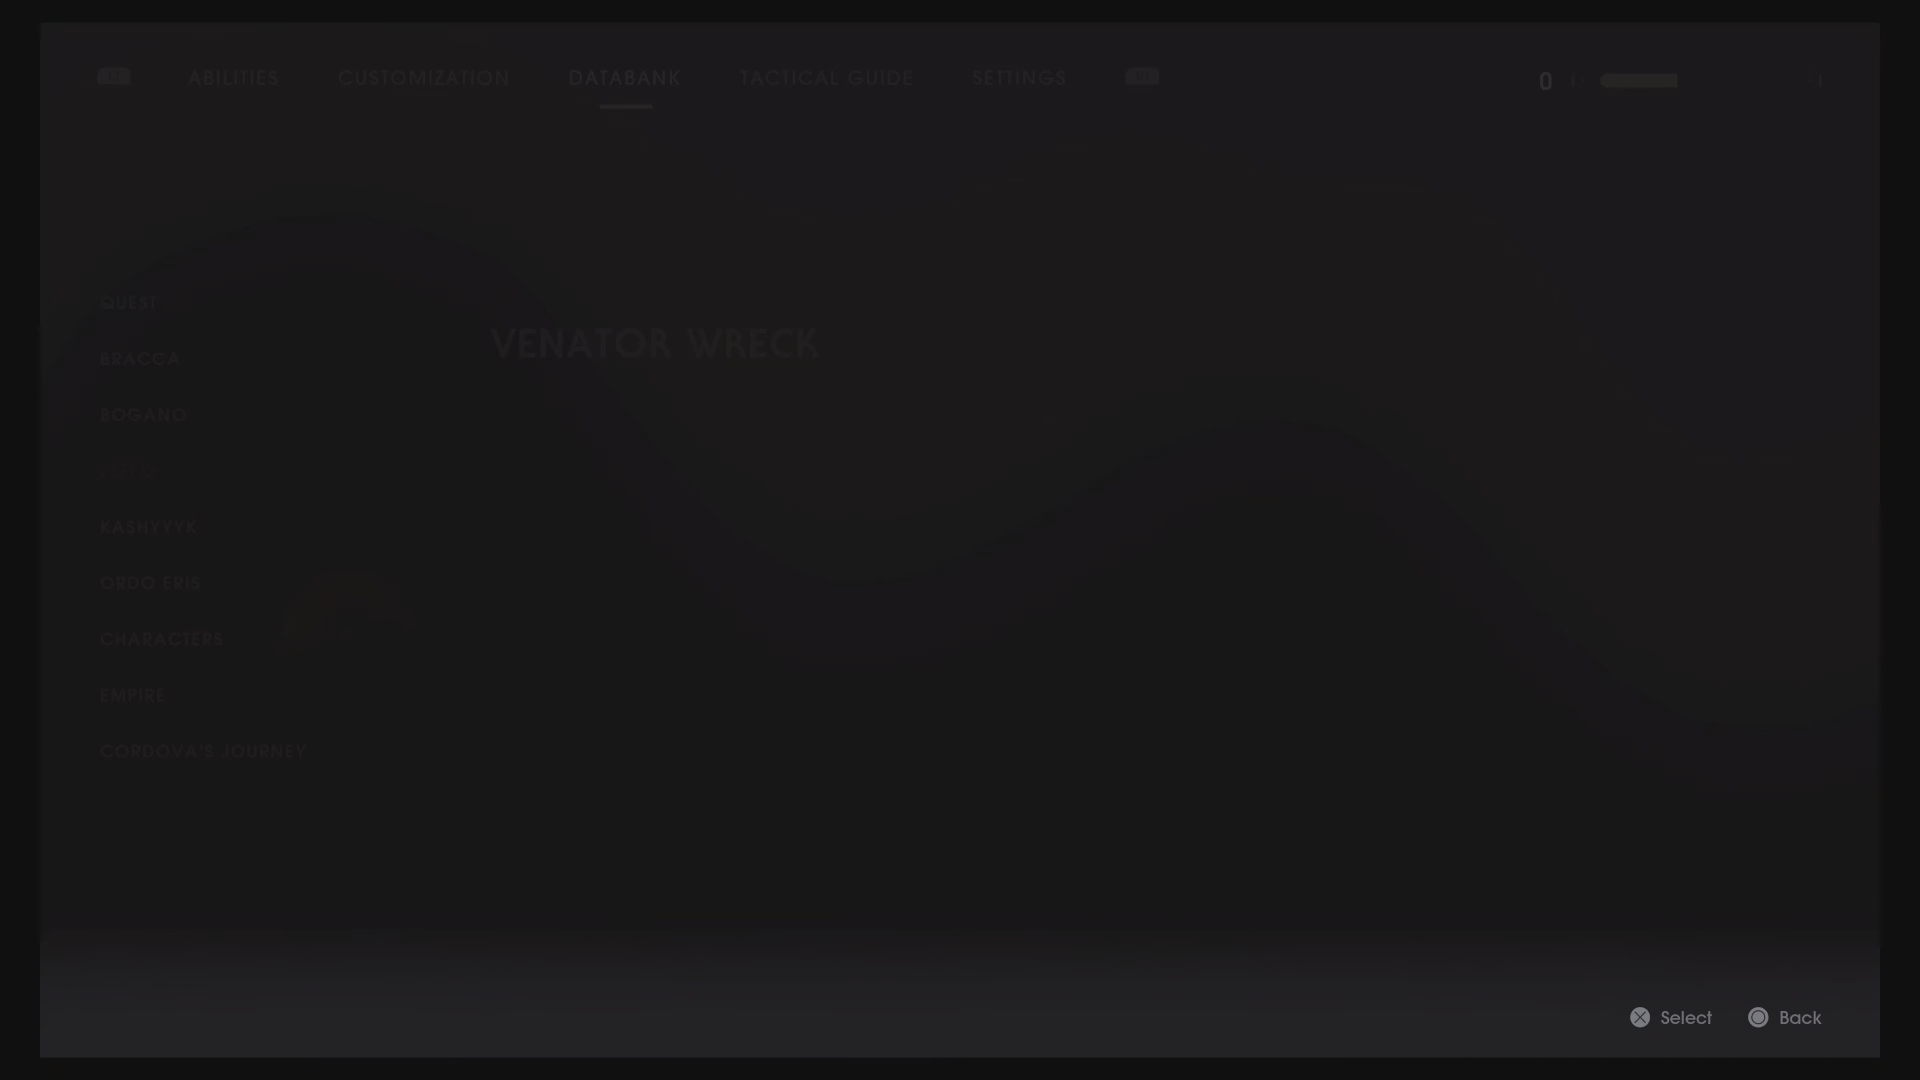 ABILITIES CUSTOMIZATION DATABANK TACTICAL GUIDE SETTINGS 0
QUEST
VENATOR WRECK
BRACCA
BOGANO
KASHYYYK
ORDO ERIS
CHARACTERS
EMPIRE
CORDOVA'S JOURNEY
Select Back